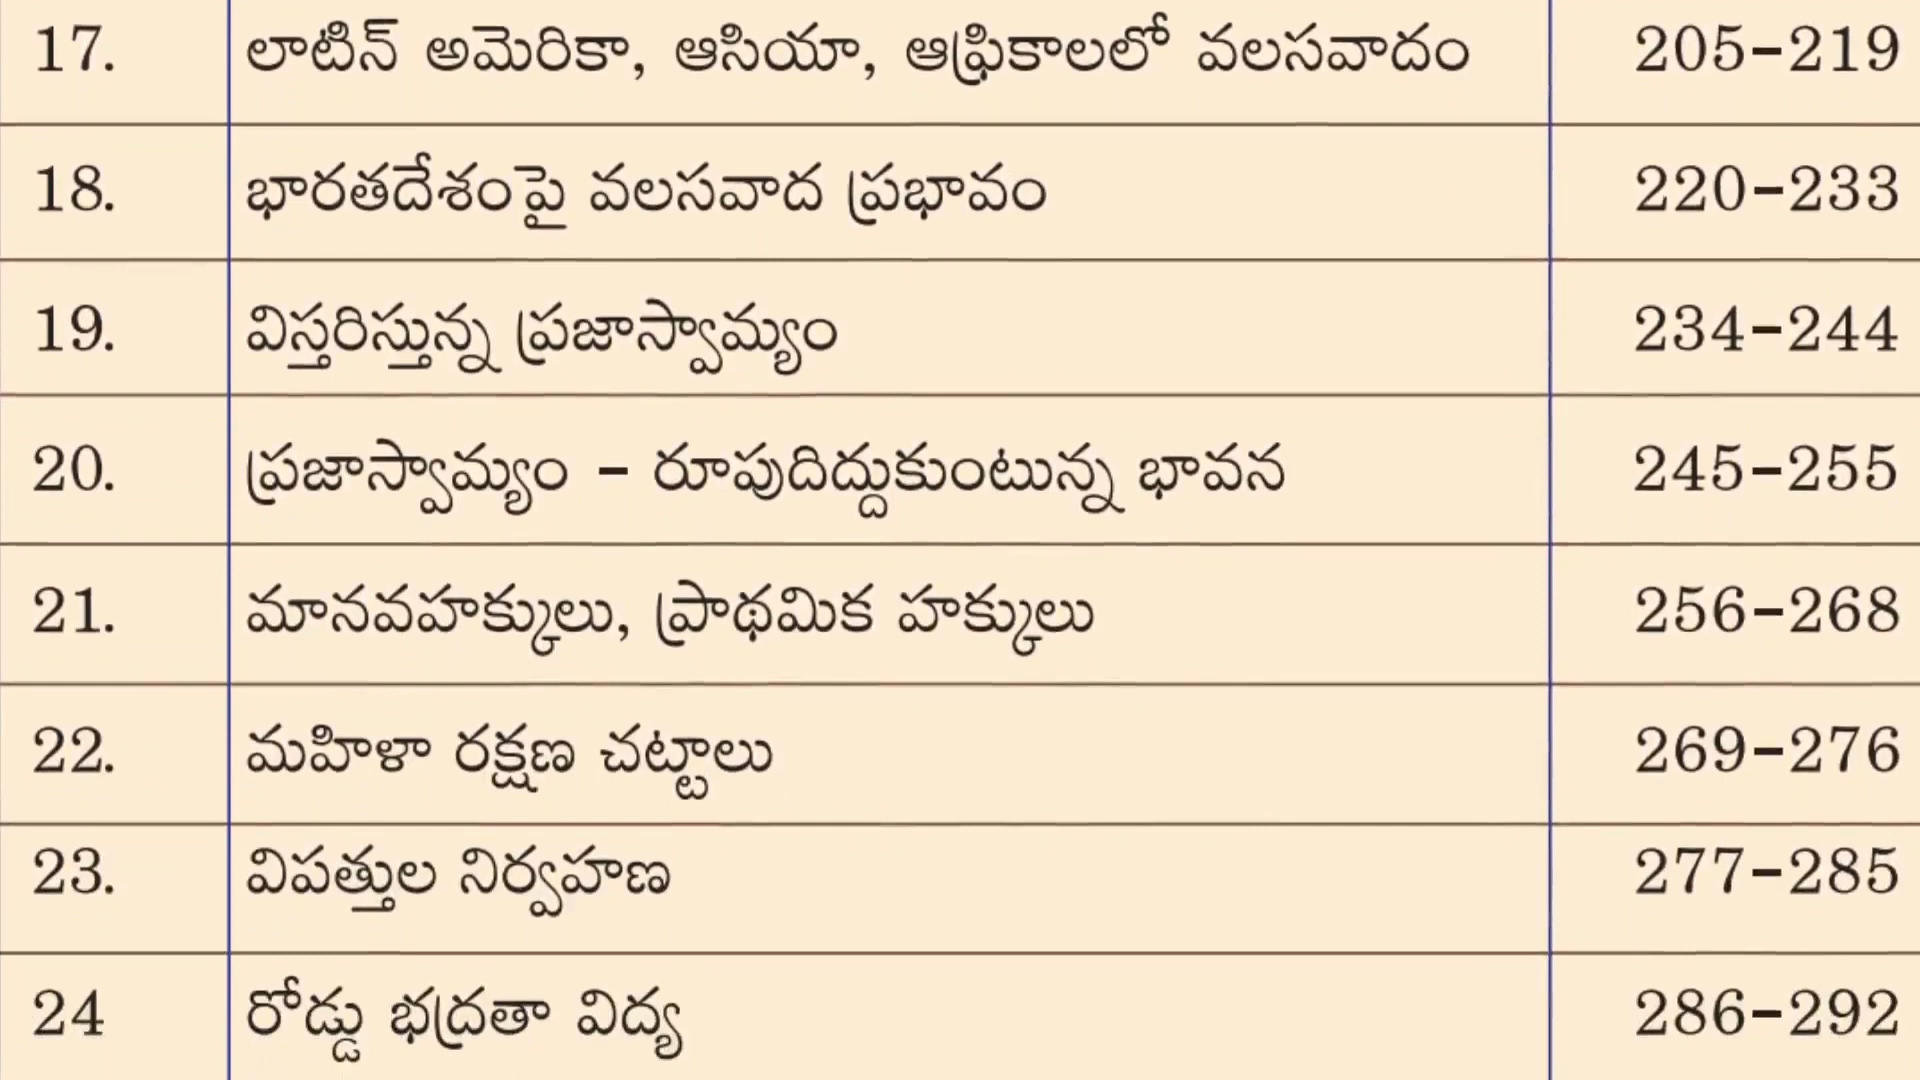 17. లాటిన్ అమెరికా, ఆసియా, ఆఫ్రికాలలో వలసవాదం 205-219
18. భారతదేశంపై వలసవాద ప్రభావం 220-233
19. విస్తరిస్తున్న ప్రజాస్వామ్యం 234-244
20. ప్రజాస్వామ్యం - రూపుదిద్దుకుంటున్న భావన 245-255
21. మానవహక్కులు, ప్రాథమిక హక్కులు 256-268
22. మహిళా రక్షణ చట్టాలు 269-276
23. విపత్తుల నిర్వహణ 277-285
24 రోడ్డు భద్రతా విద్య 286-292